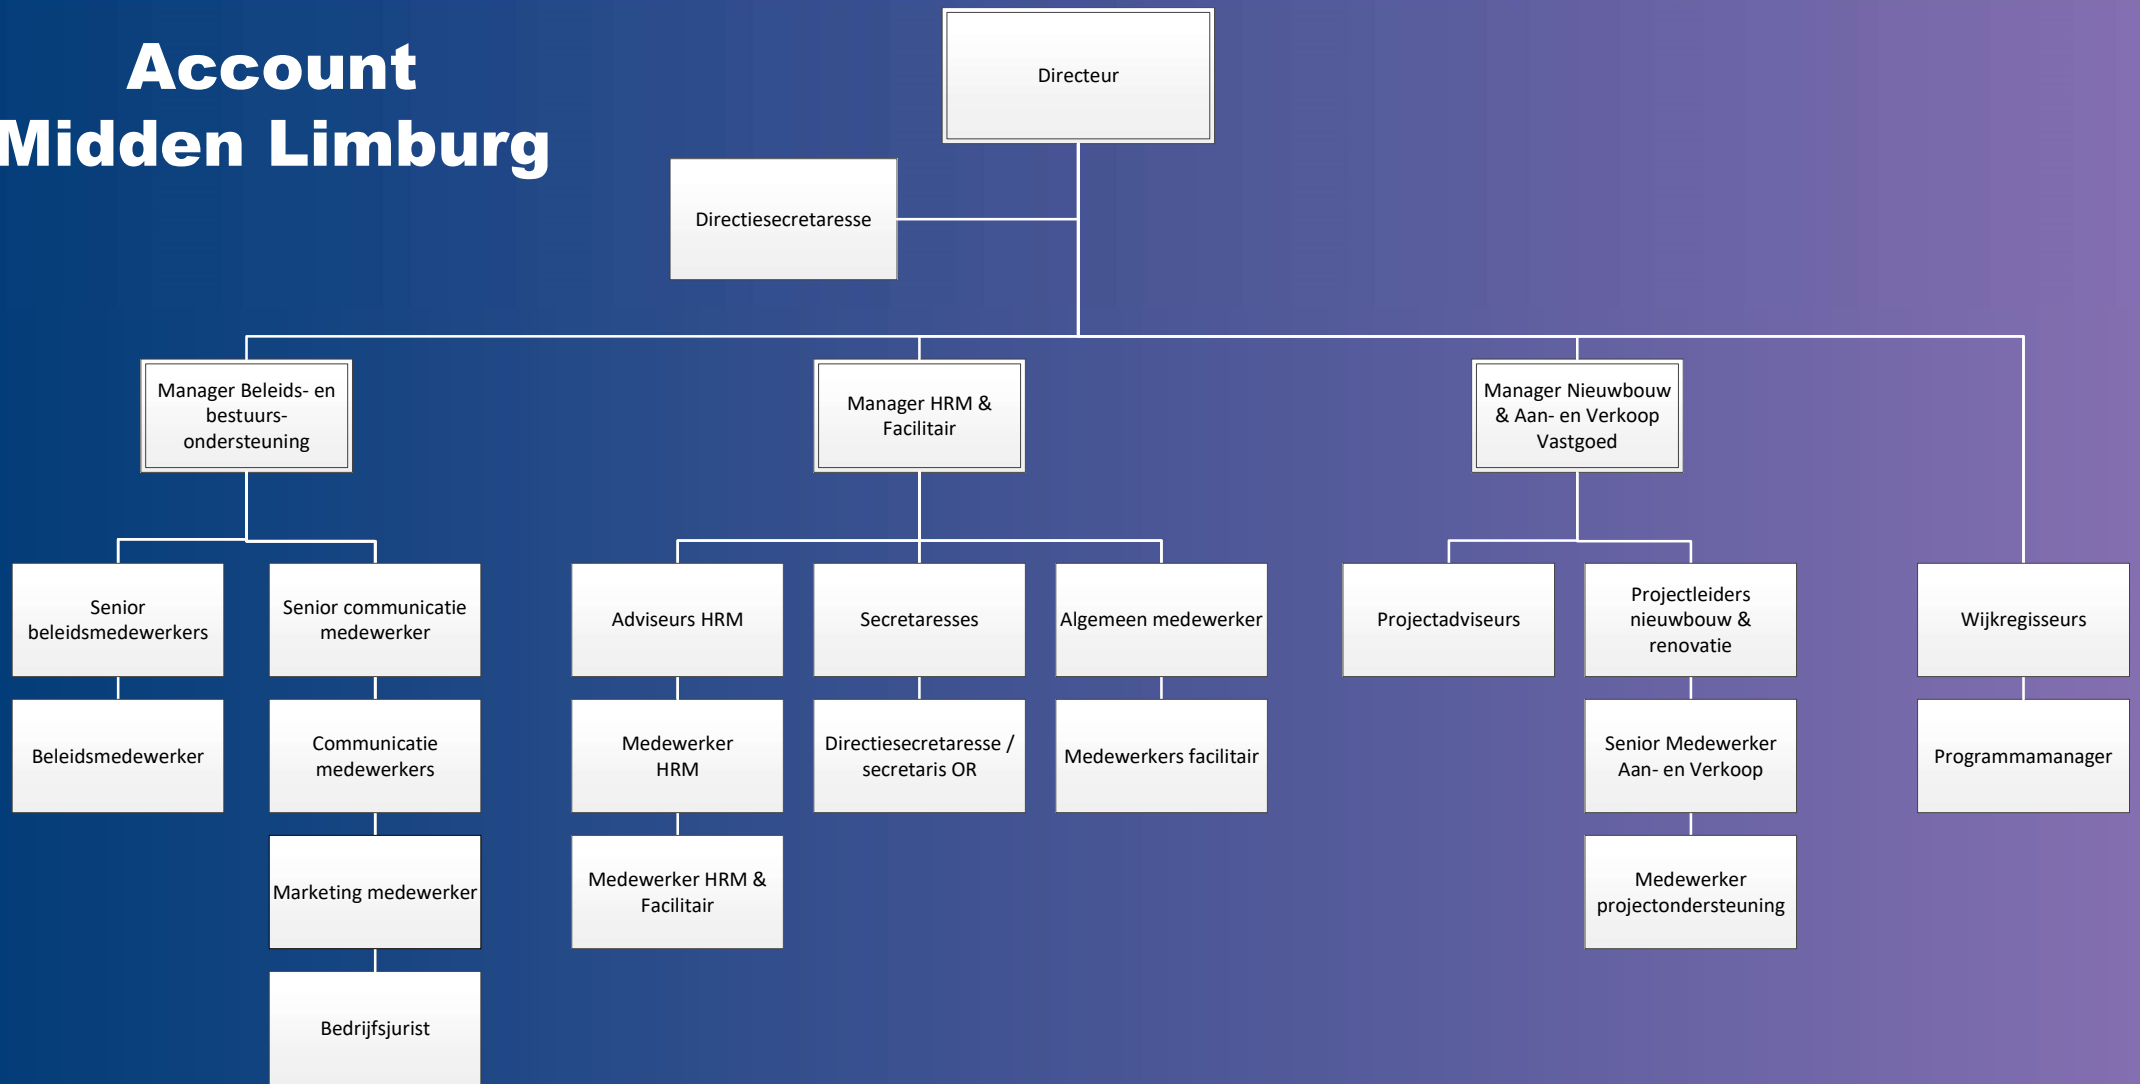 Account
Midden Limburg
Directeur
Directiesecretaresse
Manager Beleids- en
bestuurs-
ondersteuning
Manager HRM &
Facilitair
Manager Nieuwbouw
& Aan- en Verkoop
Vastgoed
Senior
beleidsmedewerkers
Senior communicatie
medewerker
Adviseurs HRM
Secretaresses
Algemeen medewerker
Projectadviseurs
Projectleiders
nieuwbouw &
renovatie
Wijkregisseurs
Beleidsmedewerker
Communicatie
medewerkers
Medewerker
HRM
Directiesecretaresse /
secretaris OR
Medewerkers facilitair
Senior Medewerker
Aan- en Verkoop
Programmamanager
Marketing medewerker
Medewerker HRM &
Facilitair
Medewerker
projectondersteuning
Bedrijfsjurist